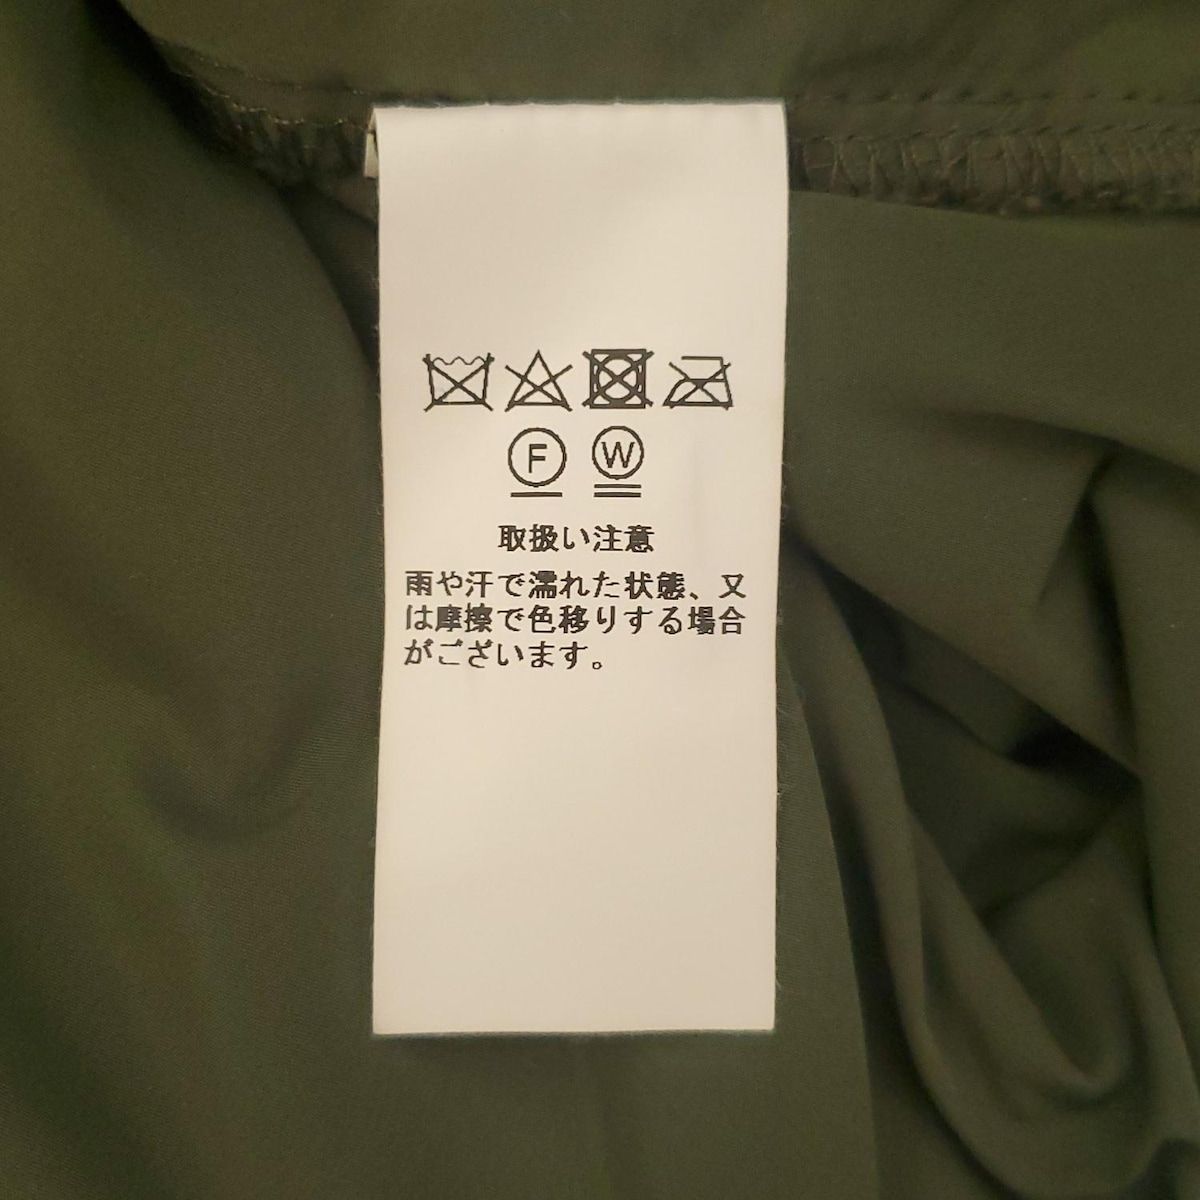 F W
取扱い注意
雨や汗で濡れた状態、又
は摩擦で色移りする場合
がございます。